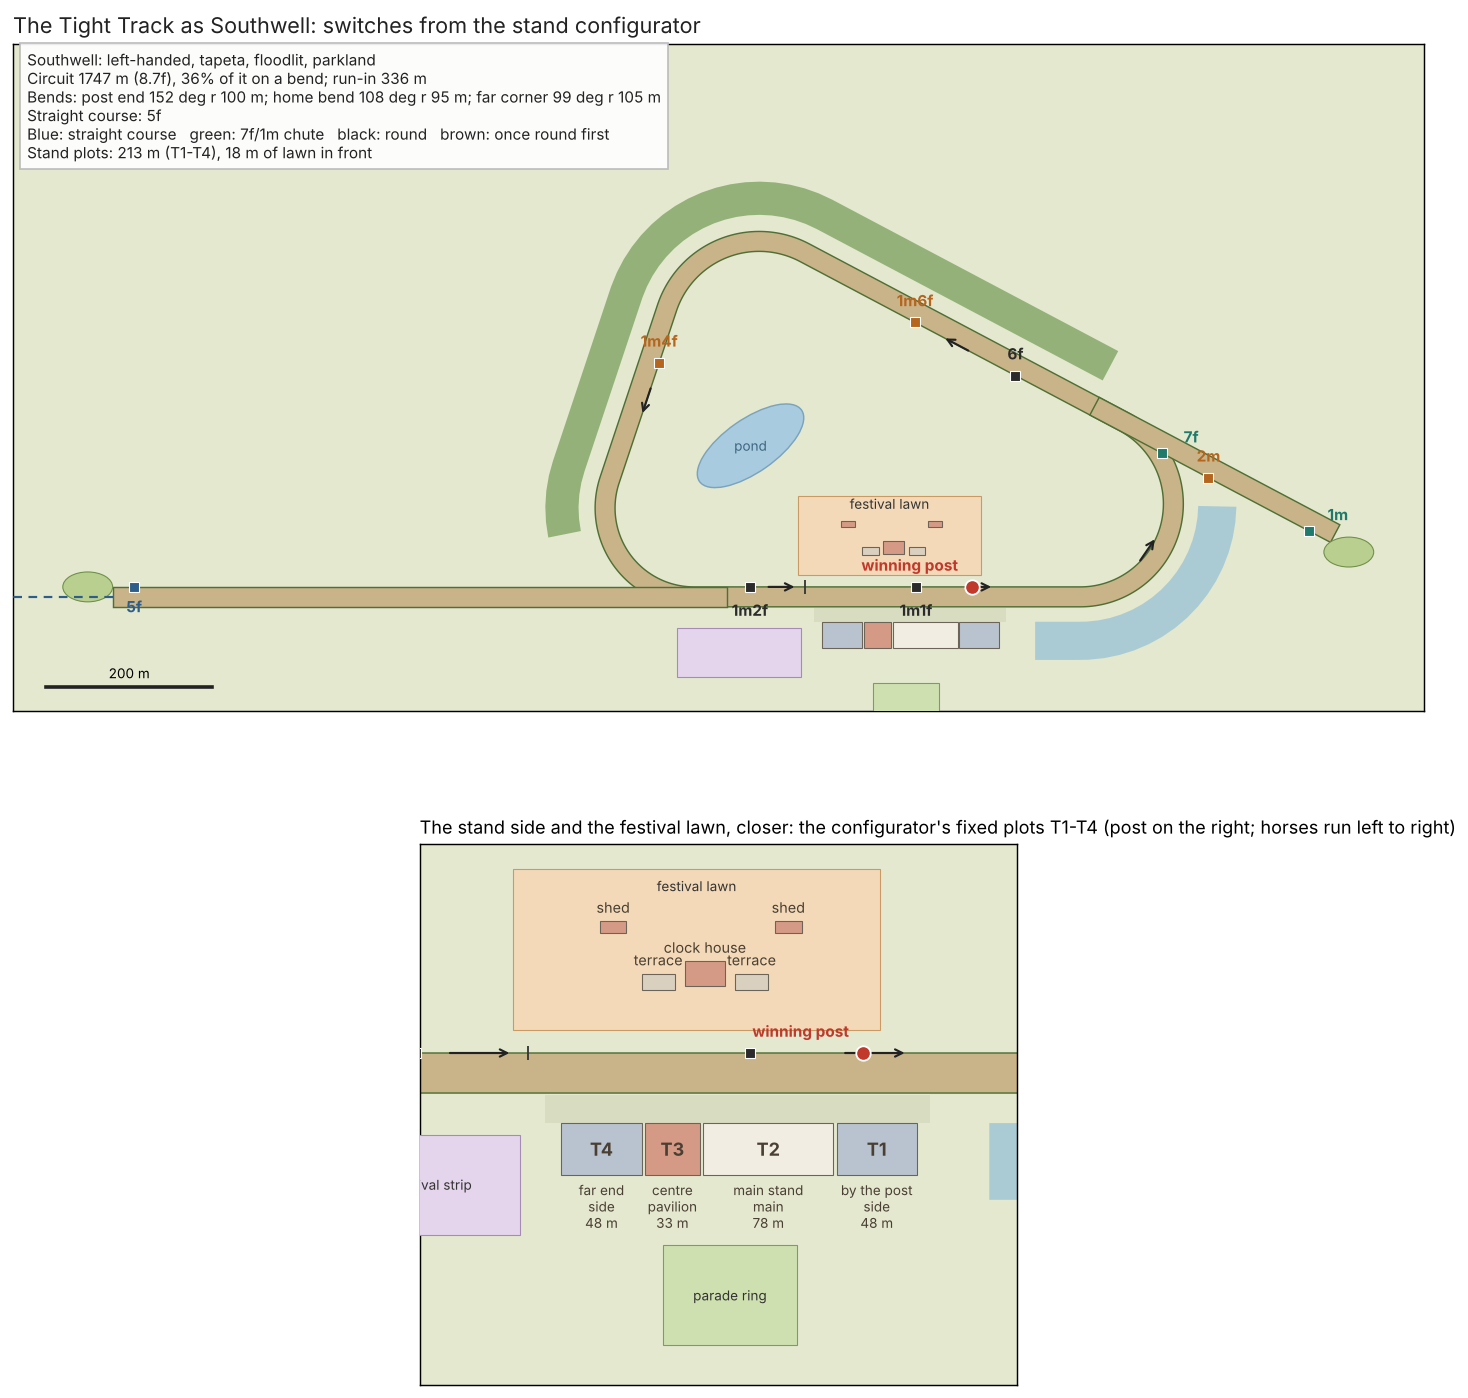 The Tight Track as Southwell: switches from the stand configurator
Southwell: left-handed, tapeta, floodlit, parkland
Circuit 1747 m (8.7f), 36% of it on a bend; run-in 336 m
Bends: post end 152 deg r 100 m; home bend 108 deg r 95 m; far corner 99 deg r 105 m
Straight course: 5f
Blue: straight course   green: 7f/1m chute   black: round   brown: once round first
Stand plots: 213 m (T1-T4), 18 m of lawn in front
1m6f
1m4f
6f
7f
2m
1m
pond
festival lawn
winning post
5f
1m2f
1m1f
200 m
The stand side and the festival lawn, closer: the configurator's fixed plots T1-T4 (post on the right; horses run left to right)
festival lawn
shed
shed
clock house
terrace
terrace
winning post
T4
T3
T2
T1
far end
side
48 m
centre
pavilion
33 m
main stand
main
78 m
by the post
side
48 m
val strip
parade ring